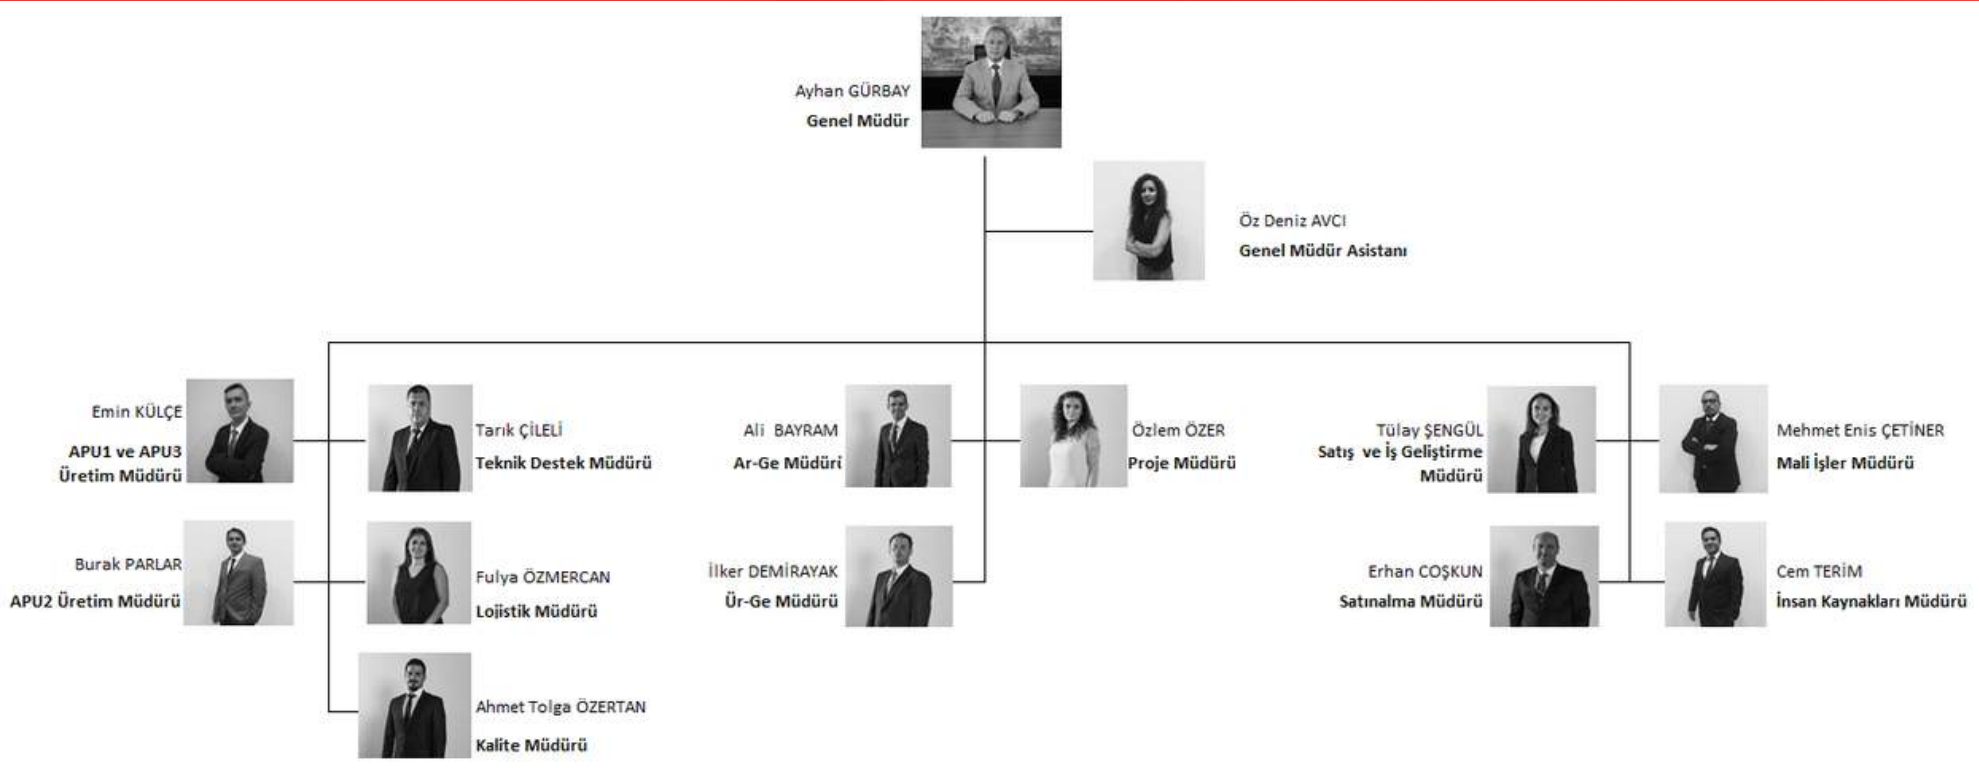 Ayhan GÜRBAY
Genel Müdür
Öz Deniz AVCI
Genel Müdür Asistanı
Emin KÜLÇE
APU1 ve APU3
Üretim Müdürü
Tarık ÇİLELİ
Teknik Destek Müdürü
Ali BAYRAM
Ar-Ge Müdürü
Özlem ÖZER
Proje Müdürü
Tülay ŞENGÜL
Satış ve İş Geliştirme
Müdürü
Mehmet Enis ÇETİNER
Mali İşler Müdürü
Burak PARLAR
APU2 Üretim Müdürü
Fulya ÖZMERCAN
Lojistik Müdürü
İlker DEMİRAYAK
Ür-Ge Müdürü
Erhan COŞKUN
Satınalma Müdürü
Cem TERİM
İnsan Kaynakları Müdürü
Ahmet Tolga ÖZERTAN
Kalite Müdürü